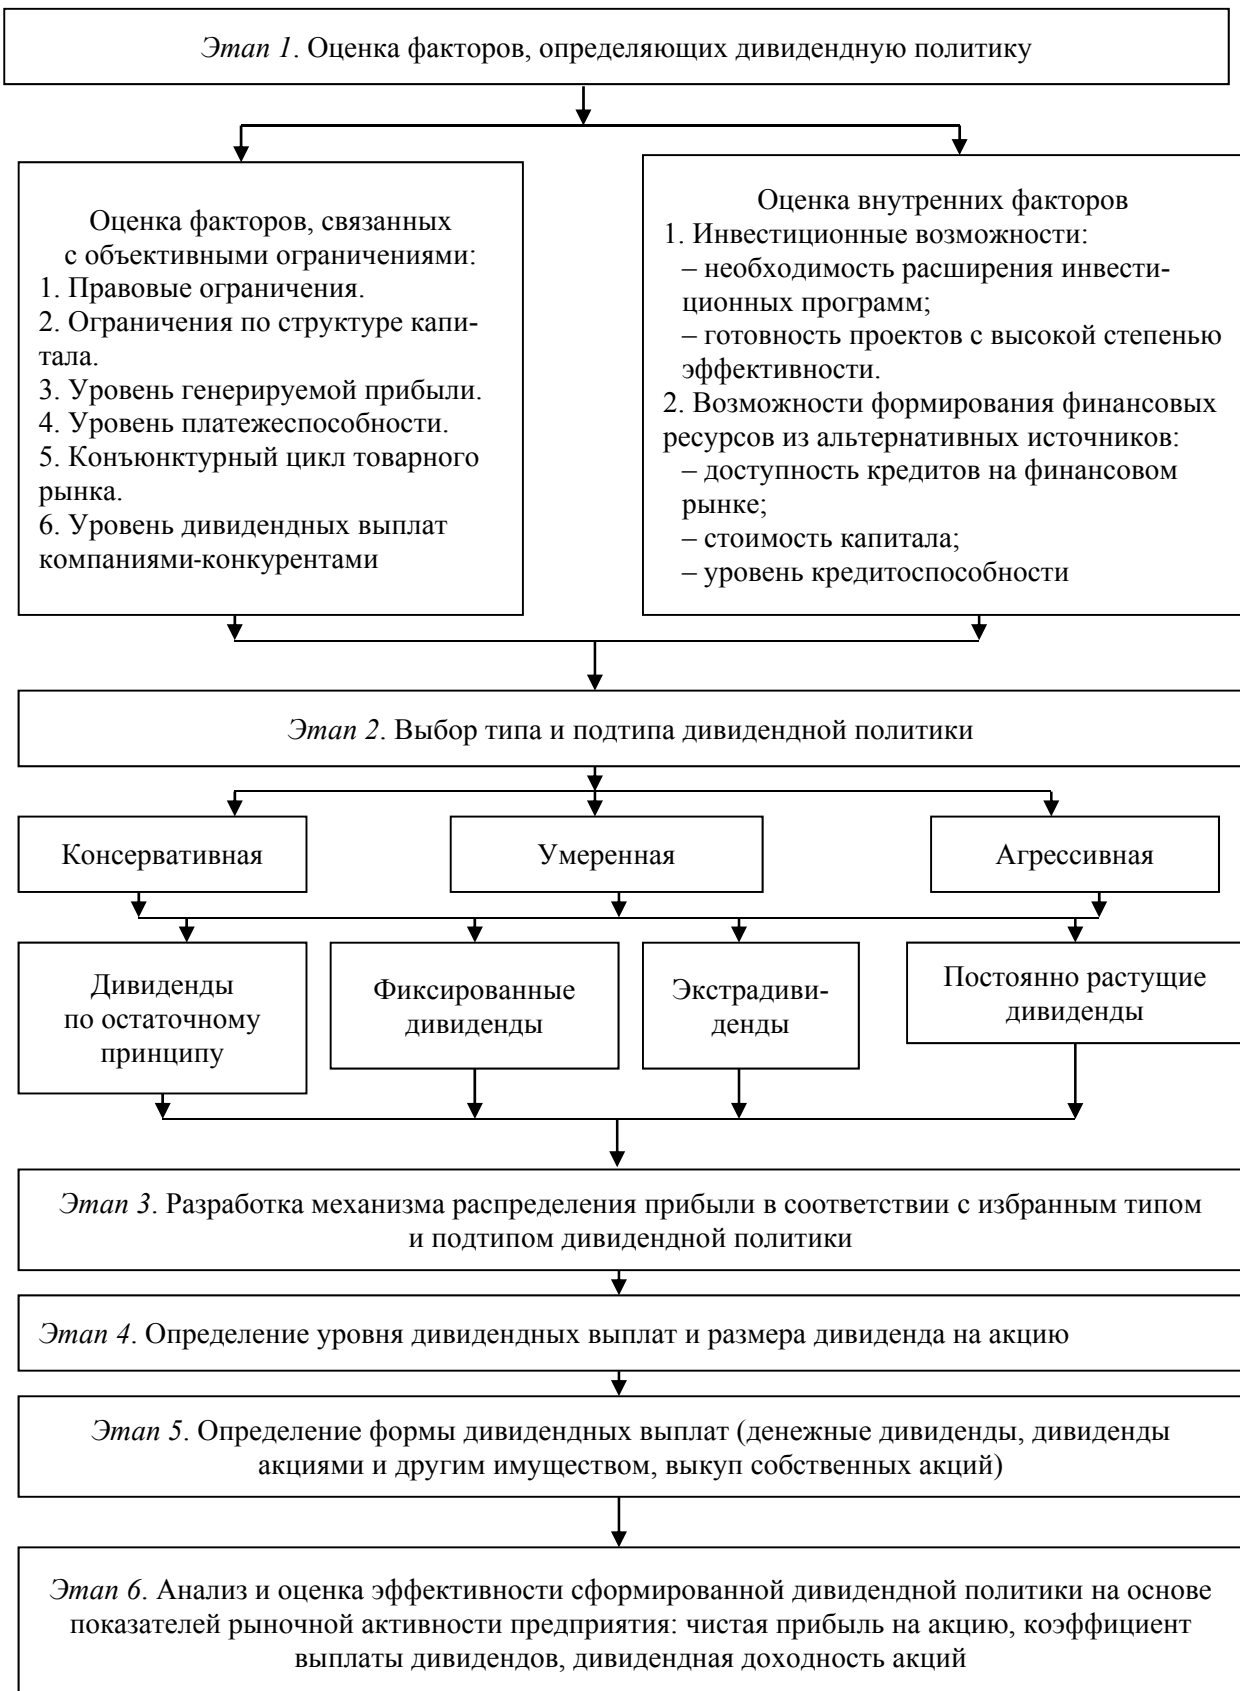 Этап 1. Оценка факторов, определяющих дивидендную политику
Оценка факторов, связанных
с объективными ограничениями:
1. Правовые ограничения.
2. Ограничения по структуре капи-
тала.
3. Уровень генерируемой прибыли.
4. Уровень платежеспособности.
5. Конъюнктурный цикл товарного
рынка.
6. Уровень дивидендных выплат
компаниями-конкурентами
Оценка внутренних факторов
1. Инвестиционные возможности:
– необходимость расширения инвести-
ционных программ;
– готовность проектов с высокой степенью
эффективности.
2. Возможности формирования финансовых
ресурсов из альтернативных источников:
– доступность кредитов на финансовом
рынке;
– стоимость капитала;
– уровень кредитоспособности
Этап 2. Выбор типа и подтипа дивидендной политики
Консервативная
Умеренная
Агрессивная
Дивиденды
по остаточному
принципу
Фиксированные
дивиденды
Экстрадиви-
денды
Постоянно растущие
дивиденды
Этап 3. Разработка механизма распределения прибыли в соответствии с избранным типом
и подтипом дивидендной политики
Этап 4. Определение уровня дивидендных выплат и размера дивиденда на акцию
Этап 5. Определение формы дивидендных выплат (денежные дивиденды, дивиденды
акциями и другим имуществом, выкуп собственных акций)
Этап 6. Анализ и оценка эффективности сформированной дивидендной политики на основе
показателей рыночной активности предприятия: чистая прибыль на акцию, коэффициент
выплаты дивидендов, дивидендная доходность акций